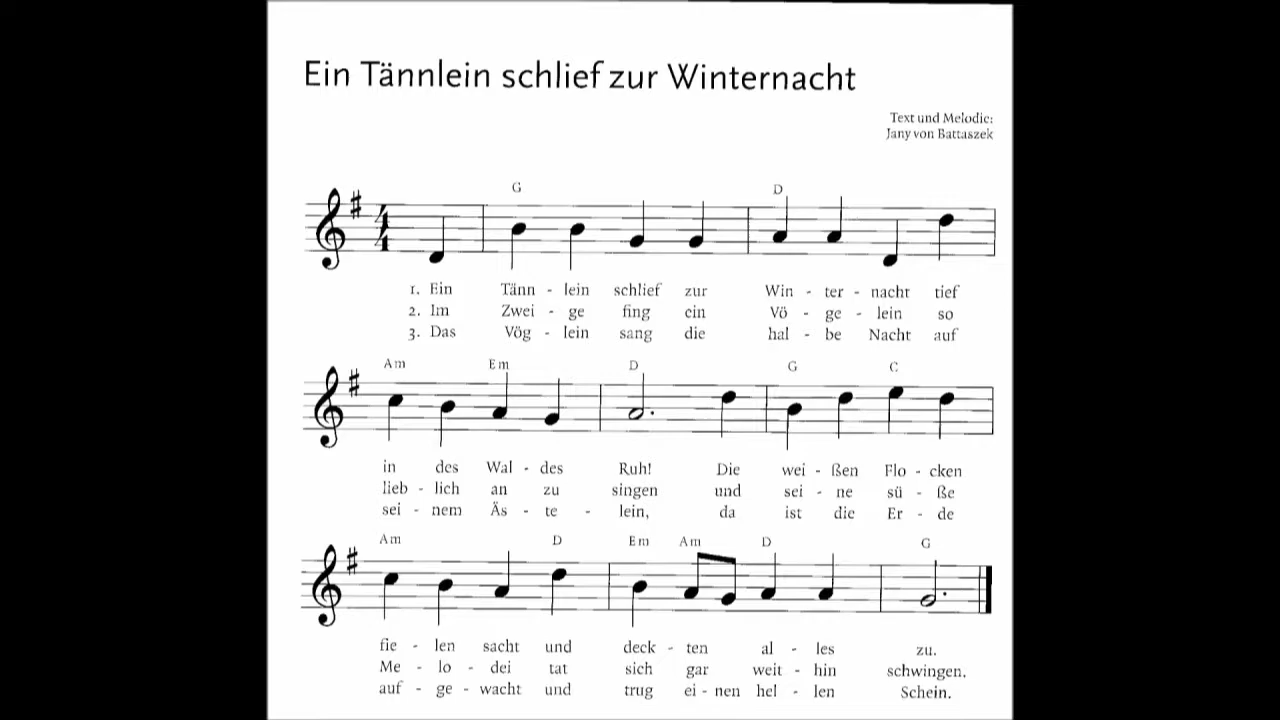 Ein Tännlein schlief zur Winternacht
Text und Melodie:
Jany von Battaszek
G D
1. Ein Tänn - lein schlief zur Win - ter - nacht tief
2. Im Zwei - ge fing ein Vö - ge - lein so
3. Das Vög - lein sang die hal - be Nacht auf
Am Em D G C
in des Wal - des Ruh! Die wei - ßen Flo - cken
lieb - lich an zu singen und sei - ne sü - ße
sei - nem Äs - te - lein, da ist die Er - de
Am D Em Am D G
fie - len sacht und deck - ten al - les zu.
Me - lo - dei tat sich gar weit - hin schwingen.
auf - ge - wacht und trug ei - nen hel - len Schein.